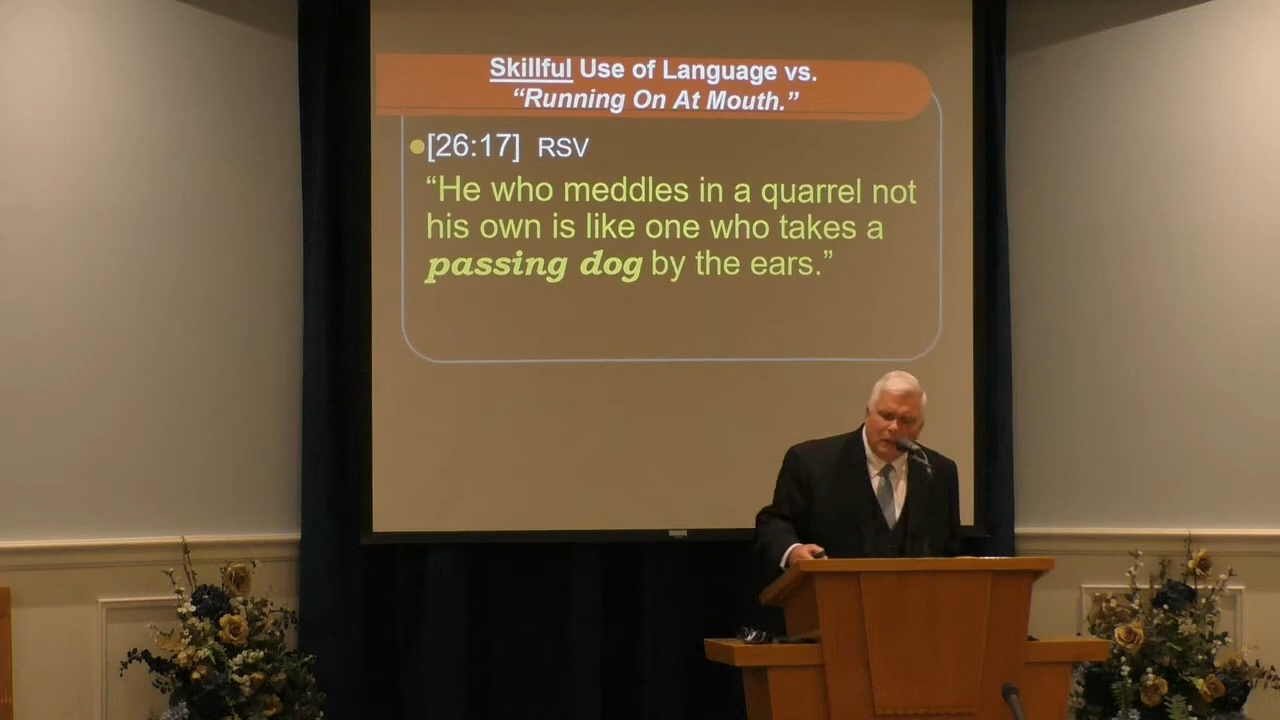 Skillful Use of Language vs.
“Running On At Mouth.”
[26:17] RSV
“He who meddles in a quarrel not
his own is like one who takes a
passing dog by the ears.”